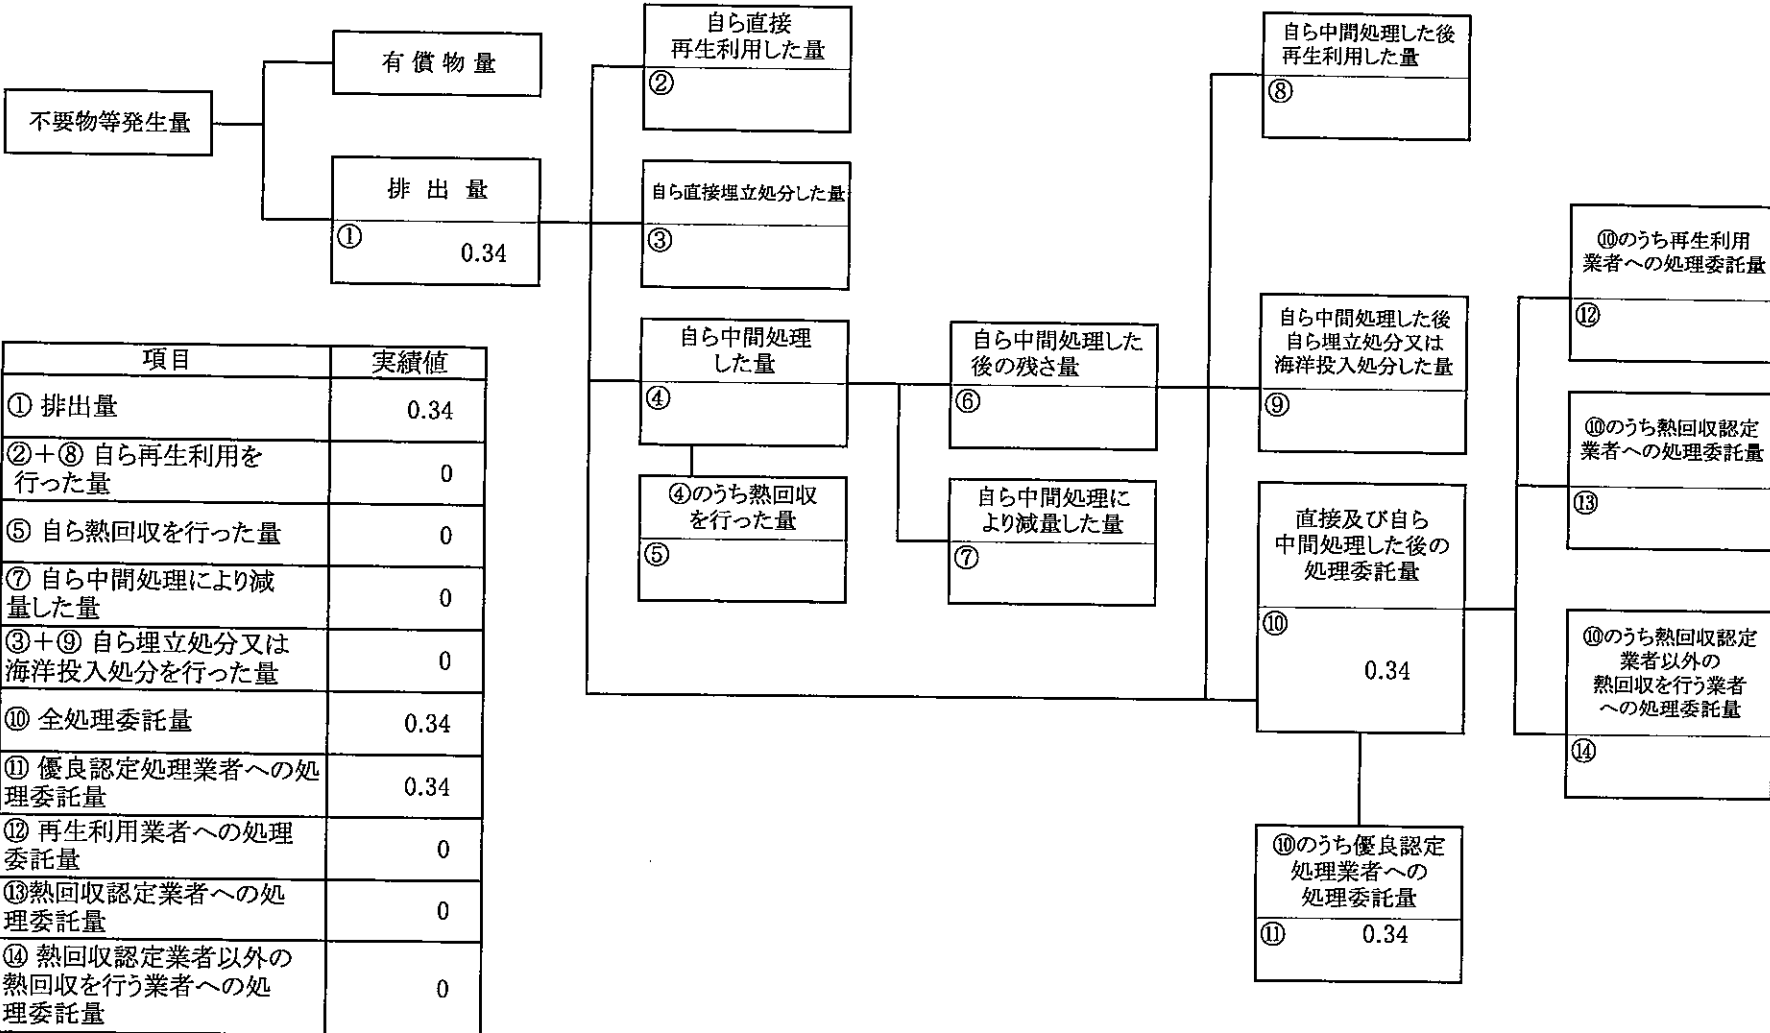 不要物等発生量
有償物量
排出量
①
0.34
自ら直接
再生利用した量
②
自ら直接埋立処分した量
③
自ら中間処理
した量
④
④のうち熱回収
を行った量
⑤
自ら中間処理した
後の残さ量
⑥
自ら中間処理に
より減量した量
⑦
自ら中間処理した後
再生利用した量
⑧
自ら中間処理した後
自ら埋立処分又は
海洋投入処分した量
⑨
直接及び自ら
中間処理した後の
処理委託量
⑩
0.34
⑩のうち優良認定
処理業者への
処理委託量
⑪ 0.34
⑩のうち再生利用
業者への処理委託量
⑫
⑩のうち熱回収認定
業者への処理委託量
⑬
⑩のうち熱回収認定
業者以外の
熱回収を行う業者
への処理委託量
⑭
項目 実績値
① 排出量 0.34
②+⑧ 自ら再生利用を
行った量 0
⑤ 自ら熱回収を行った量 0
⑦ 自ら中間処理により減
量した量 0
③+⑨ 自ら埋立処分又は
海洋投入処分を行った量 0
⑩ 全処理委託量 0.34
⑪ 優良認定処理業者への処
理委託量 0.34
⑫ 再生利用業者への処理
委託量 0
⑬熱回収認定業者への処
理委託量 0
⑭ 熱回収認定業者以外の
熱回収を行う業者への処
理委託量 0